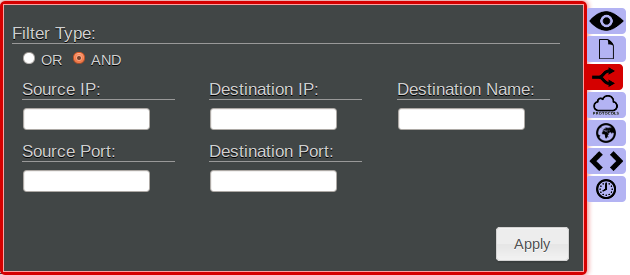 Filter Type:
OR AND
Source IP: Destination IP: Destination Name:
Source Port: Destination Port:
Apply
PROTOCOLS